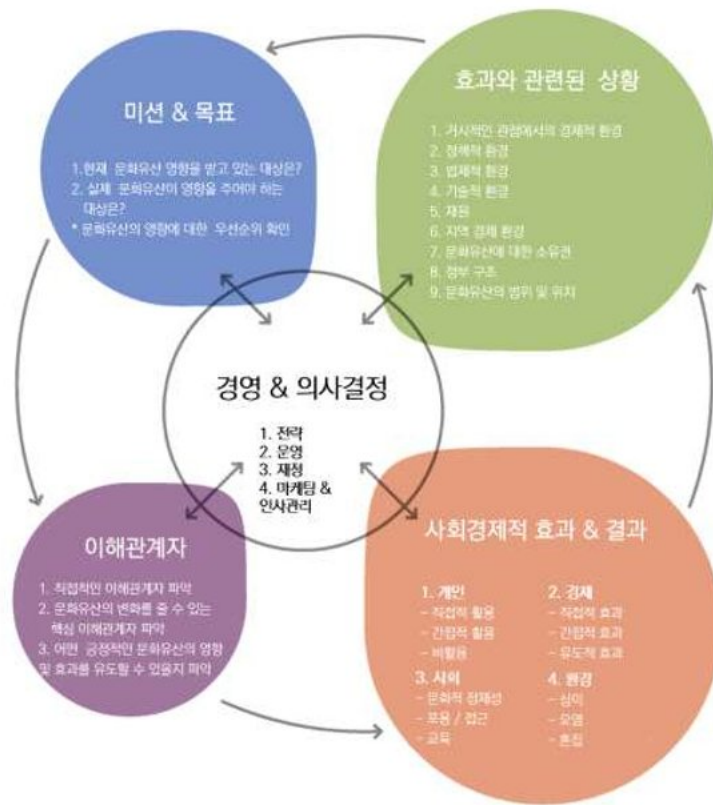 미션 & 목표
1.현재 문화유산 영향을 받고 있는 대상은?
2. 실제 문화유산이 영향을 주어야 하는
대상은?
* 문화유산의 영향에 대한 우선순위 확인
효과와 관련된 상황
1. 거시적인 관점에서의 경제적 환경
2. 정책적 환경
3. 법제적 환경
4. 기술적 환경
5. 재원
6. 지역 경제 환경
7. 문화유산에 대한 소유권
8. 정부 구조
9. 문화유산의 범위 및 위치
경영 & 의사결정
1. 전략
2. 운영
3. 재정
4. 마케팅 &
인사관리
이해관계자
1. 직접적인 이해관계자 파악
2. 문화유산의 변화를 줄 수 있는
핵심 이해관계자 파악
3. 어떤 긍정적인 문화유산의 영향
및 효과를 유도할 수 있을지 파악
사회경제적 효과 & 결과
1. 개인
- 직접적 활용
- 간접적 활용
- 비활용
2. 경제
- 직접적 효과
- 간접적 효과
- 유도적 효과
3. 사회
- 문화적 정체성
- 포용 / 접근
- 교육
4. 환경
- 오염
- 혼잡